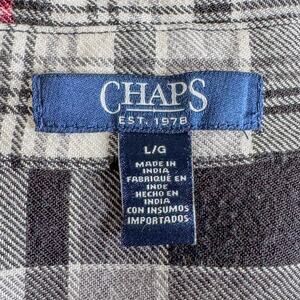 CHAPS
EST. 1978
L/G
MADE IN
INDIA
FABRIQUÉ EN
INDE
HECHO EN
INDIA
CON INSUMOS
IMPORTADOS